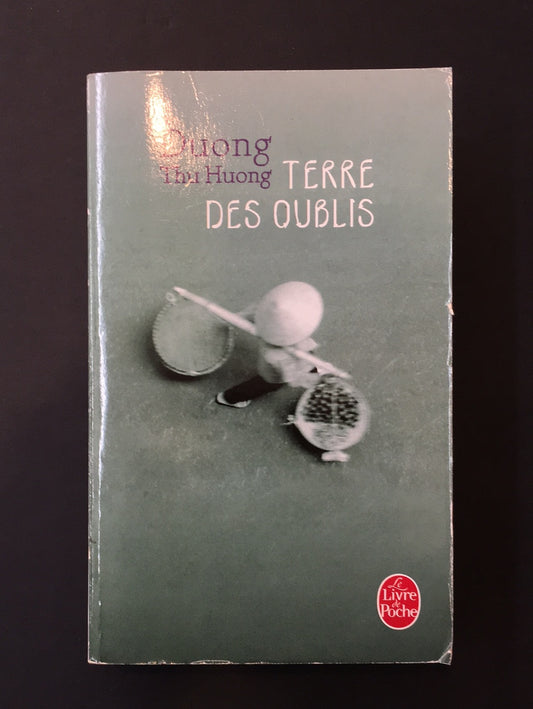 Duong
Thu Huong
TERRE
DES OUBLIS
Le
Livre
de
Poche